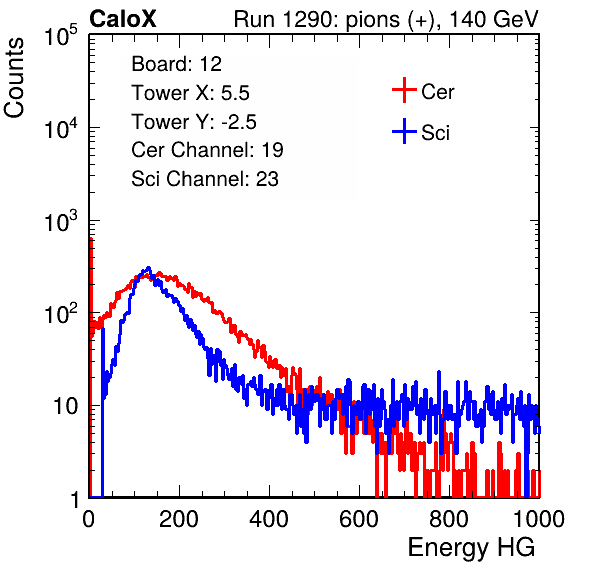 CaloX Run 1290: pions (+), 140 GeV
Counts
10^5
10^4
10^3
10^2
10
1
Board: 12
Tower X: 5.5
Tower Y: -2.5
Cer Channel: 19
Sci Channel: 23
Cer
Sci
0 200 400 600 800 1000
Energy HG